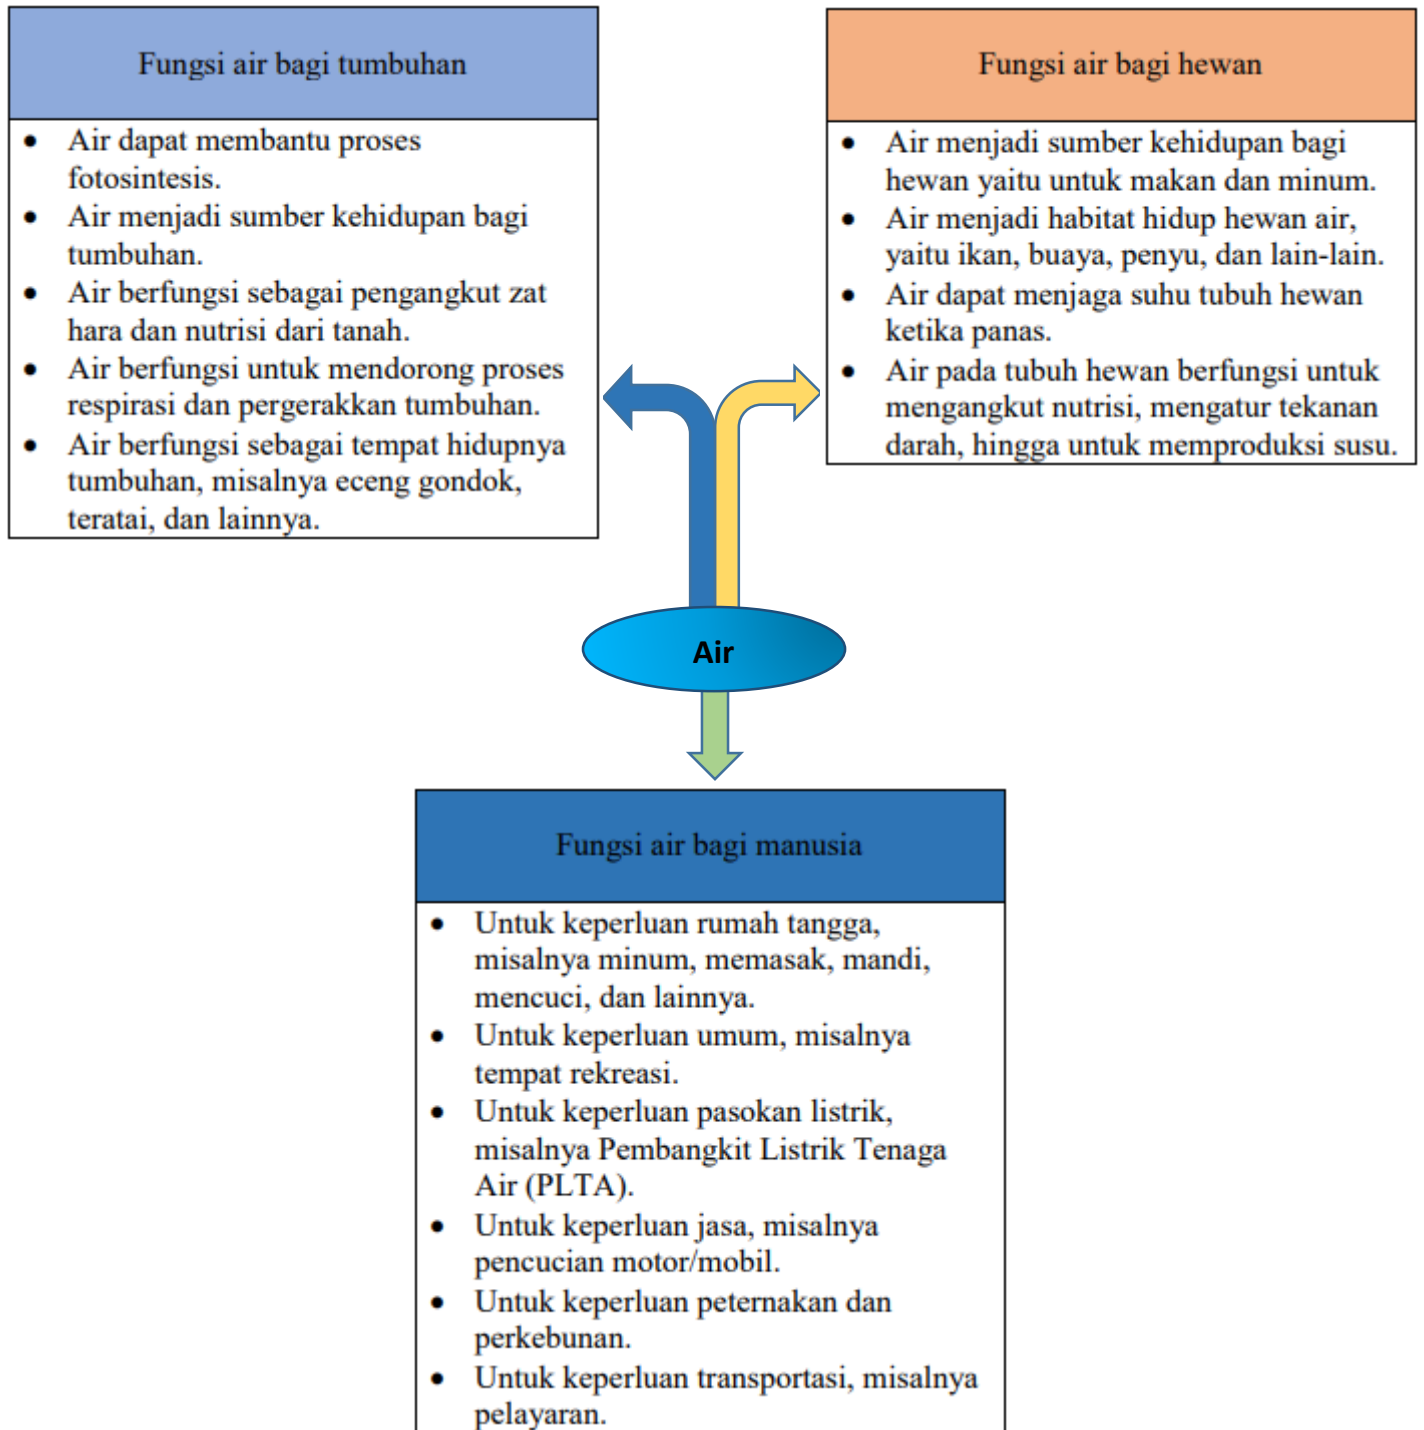 Fungsi air bagi tumbuhan
• Air dapat membantu proses
fotosintesis.
• Air menjadi sumber kehidupan bagi
tumbuhan.
• Air berfungsi sebagai pengangkut zat
hara dan nutrisi dari tanah.
• Air berfungsi untuk mendorong proses
respirasi dan pergerakkan tumbuhan.
• Air berfungsi sebagai tempat hidupnya
tumbuhan, misalnya eceng gondok,
teratai, dan lainnya.
Fungsi air bagi hewan
• Air menjadi sumber kehidupan bagi
hewan yaitu untuk makan dan minum.
• Air menjadi habitat hidup hewan air,
yaitu ikan, buaya, penyu, dan lain-lain.
• Air dapat menjaga suhu tubuh hewan
ketika panas.
• Air pada tubuh hewan berfungsi untuk
mengangkut nutrisi, mengatur tekanan
darah, hingga untuk memproduksi susu.
Air
Fungsi air bagi manusia
• Untuk keperluan rumah tangga,
misalnya minum, memasak, mandi,
mencuci, dan lainnya.
• Untuk keperluan umum, misalnya
tempat rekreasi.
• Untuk keperluan pasokan listrik,
misalnya Pembangkit Listrik Tenaga
Air (PLTA).
• Untuk keperluan jasa, misalnya
pencucian motor/mobil.
• Untuk keperluan peternakan dan
perkebunan.
• Untuk keperluan transportasi, misalnya
pelayaran.